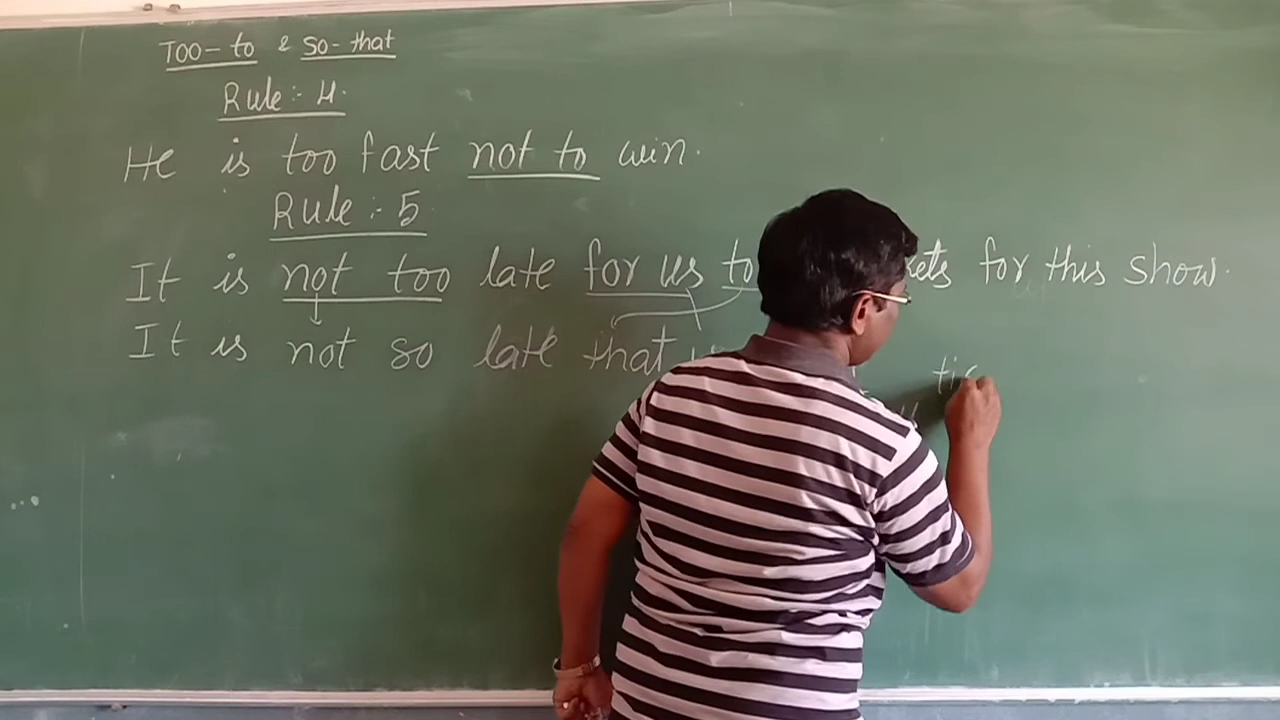 Too-to & so-that
Rule:- 4.
He is too fast not to win.
Rule:- 5.
It is not too late for us to for this show.
It is not so late that